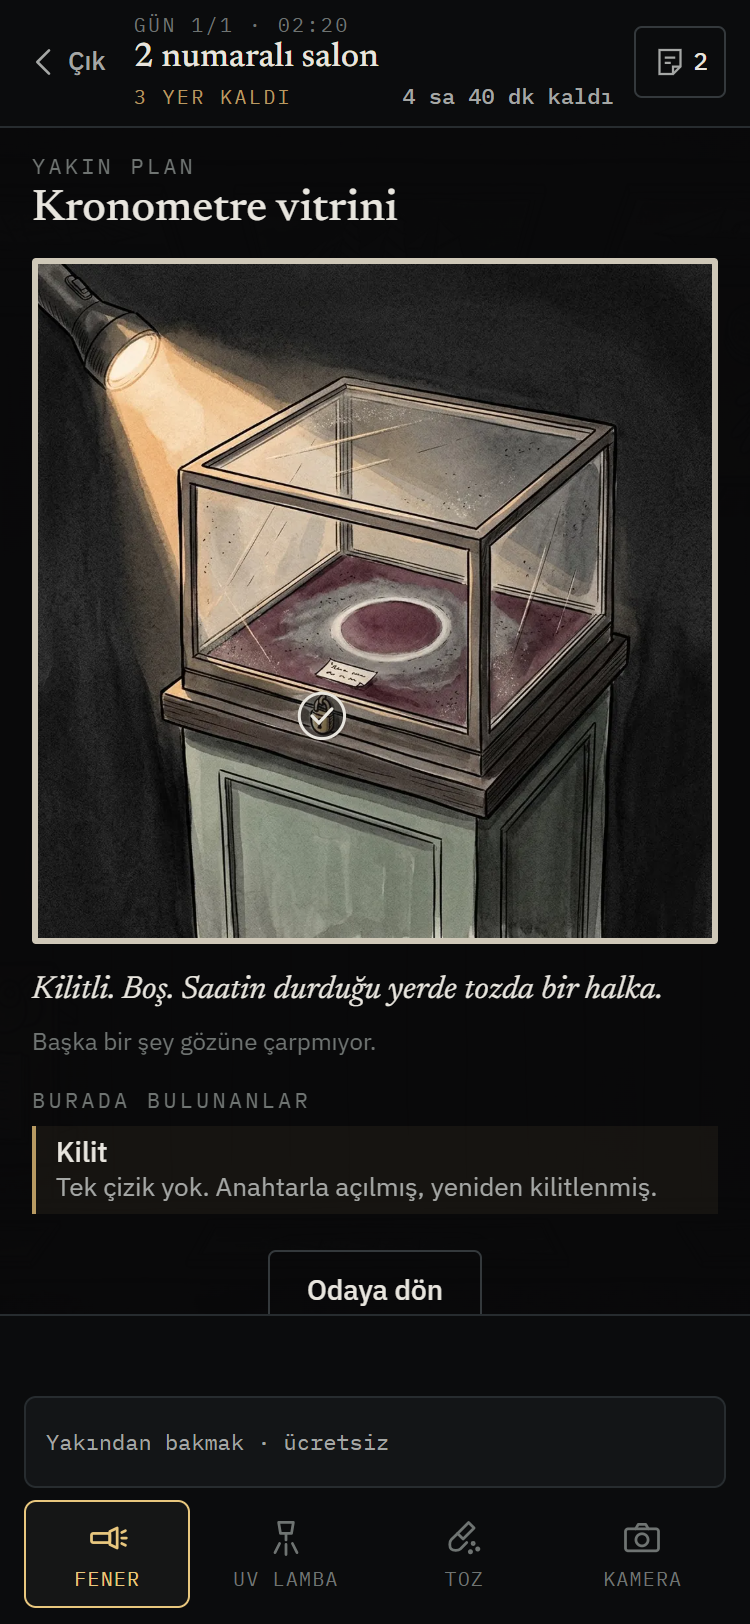 GÜN 1/1 · 02:20
Çık
2 numaralı salon
3 YER KALDI
4 sa 40 dk kaldı
2
YAKIN PLAN
Kronometre vitrini
Kilitli. Boş. Saatin durduğu yerde tozda bir halka.
Başka bir şey gözüne çarpmıyor.
BURADA BULUNANLAR
Kilit
Tek çizik yok. Anahtarla açılmış, yeniden kilitlenmiş.
Odaya dön
Yakından bakmak · ücretsiz
FENER
UV LAMBA
TOZ
KAMERA